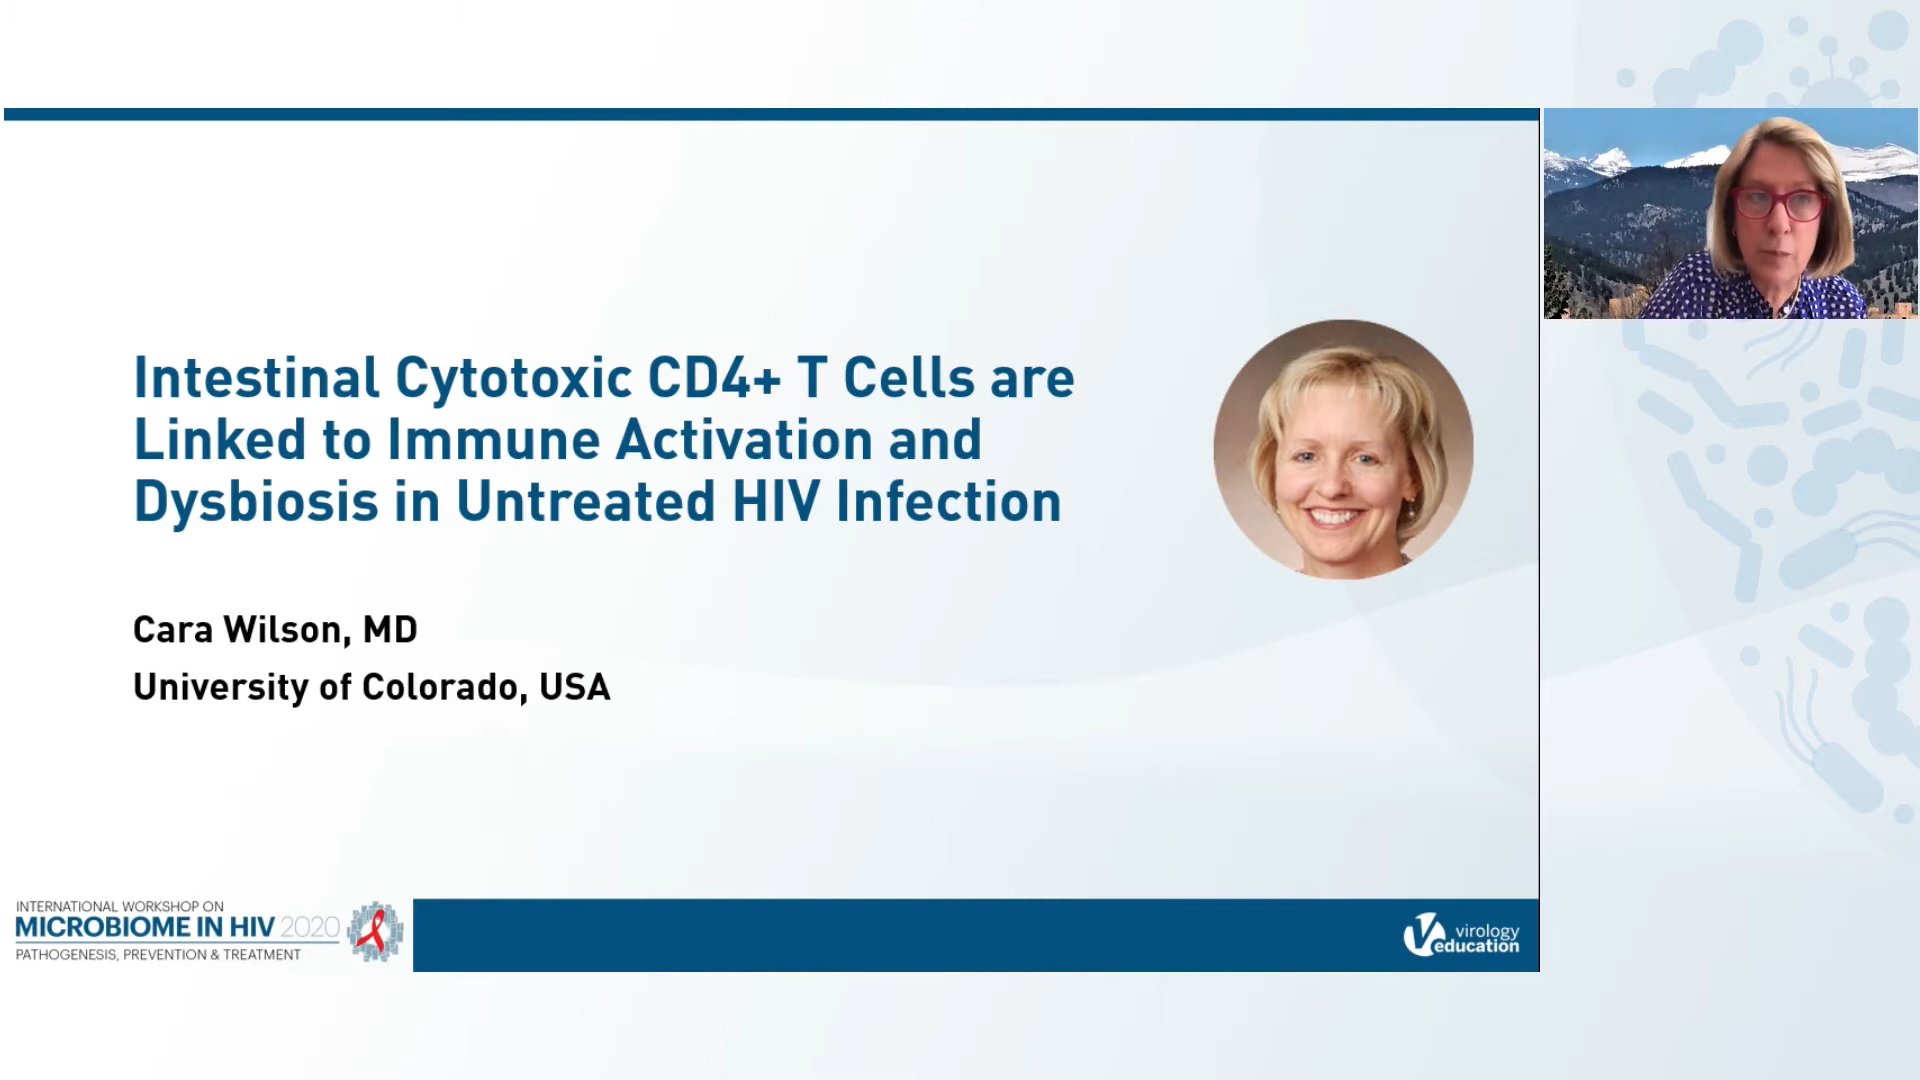 Intestinal Cytotoxic CD4+ T Cells are
Linked to Immune Activation and
Dysbiosis in Untreated HIV Infection
Cara Wilson, MD
University of Colorado, USA
INTERNATIONAL WORKSHOP ON
MICROBIOME IN HIV 2020
PATHOGENESIS, PREVENTION & TREATMENT
virology
education